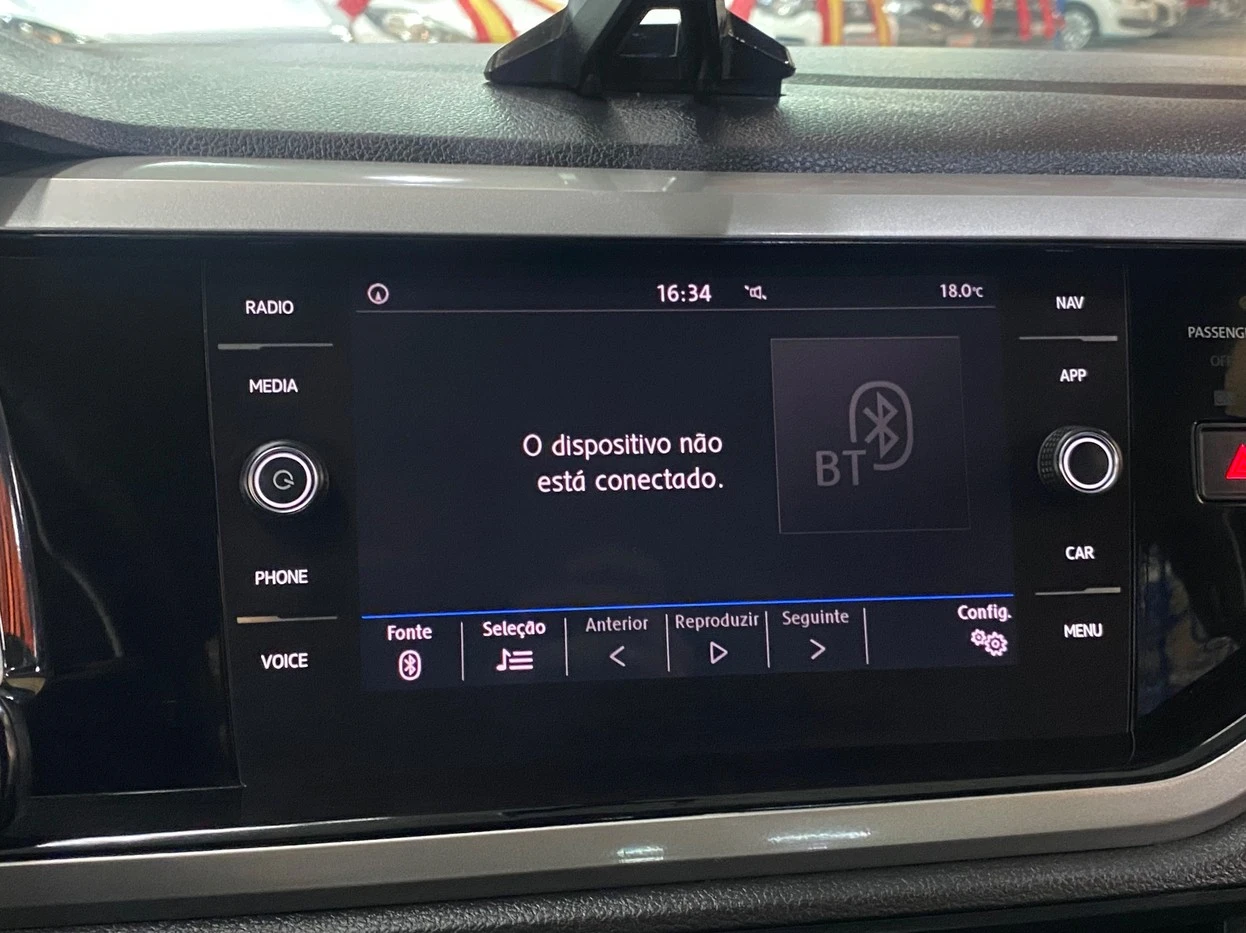 RADIO
MEDIA
PHONE
VOICE
16:34
18.0°C
O dispositivo não
está conectado.
BT
Fonte
Seleção
Anterior
Reproduzir
Seguinte
Config.
NAV
APP
CAR
MENU
PASSENG